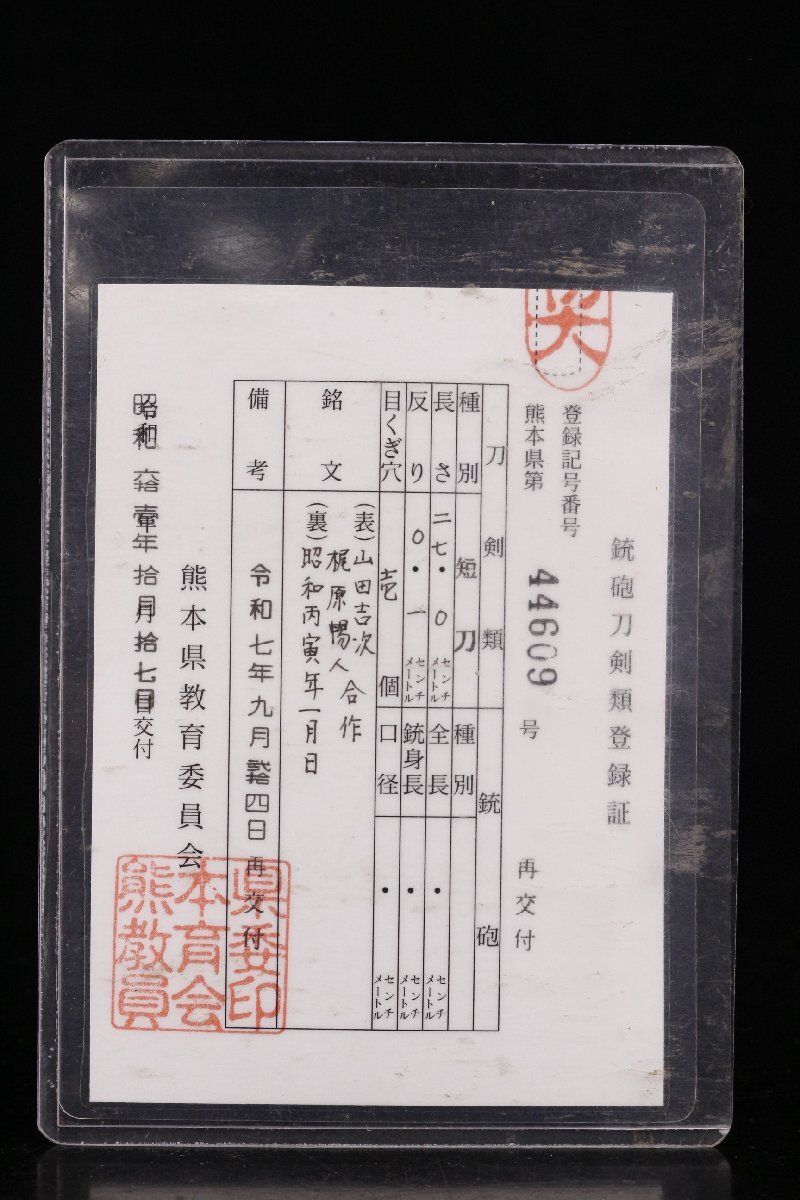 銃砲刀剣類登録証
登録記号番号
熊本県第 44609 号 再交付
刀剣類
種別 短刀
長さ 二七・〇 センチメートル
反り 〇・一 センチメートル
目くぎ穴 壱個
銃砲
種別
全長 ・ センチメートル
銃身長 ・ センチメートル
口径 ・ センチメートル
銘文
(表)山田吉次
梶原暢人 合作
(裏)昭和丙寅年一月日
備考
令和七年九月弐拾四日再交付
熊本県教育委員会
昭和六拾壹年拾月拾七日交付
県委印
本育会
熊教員